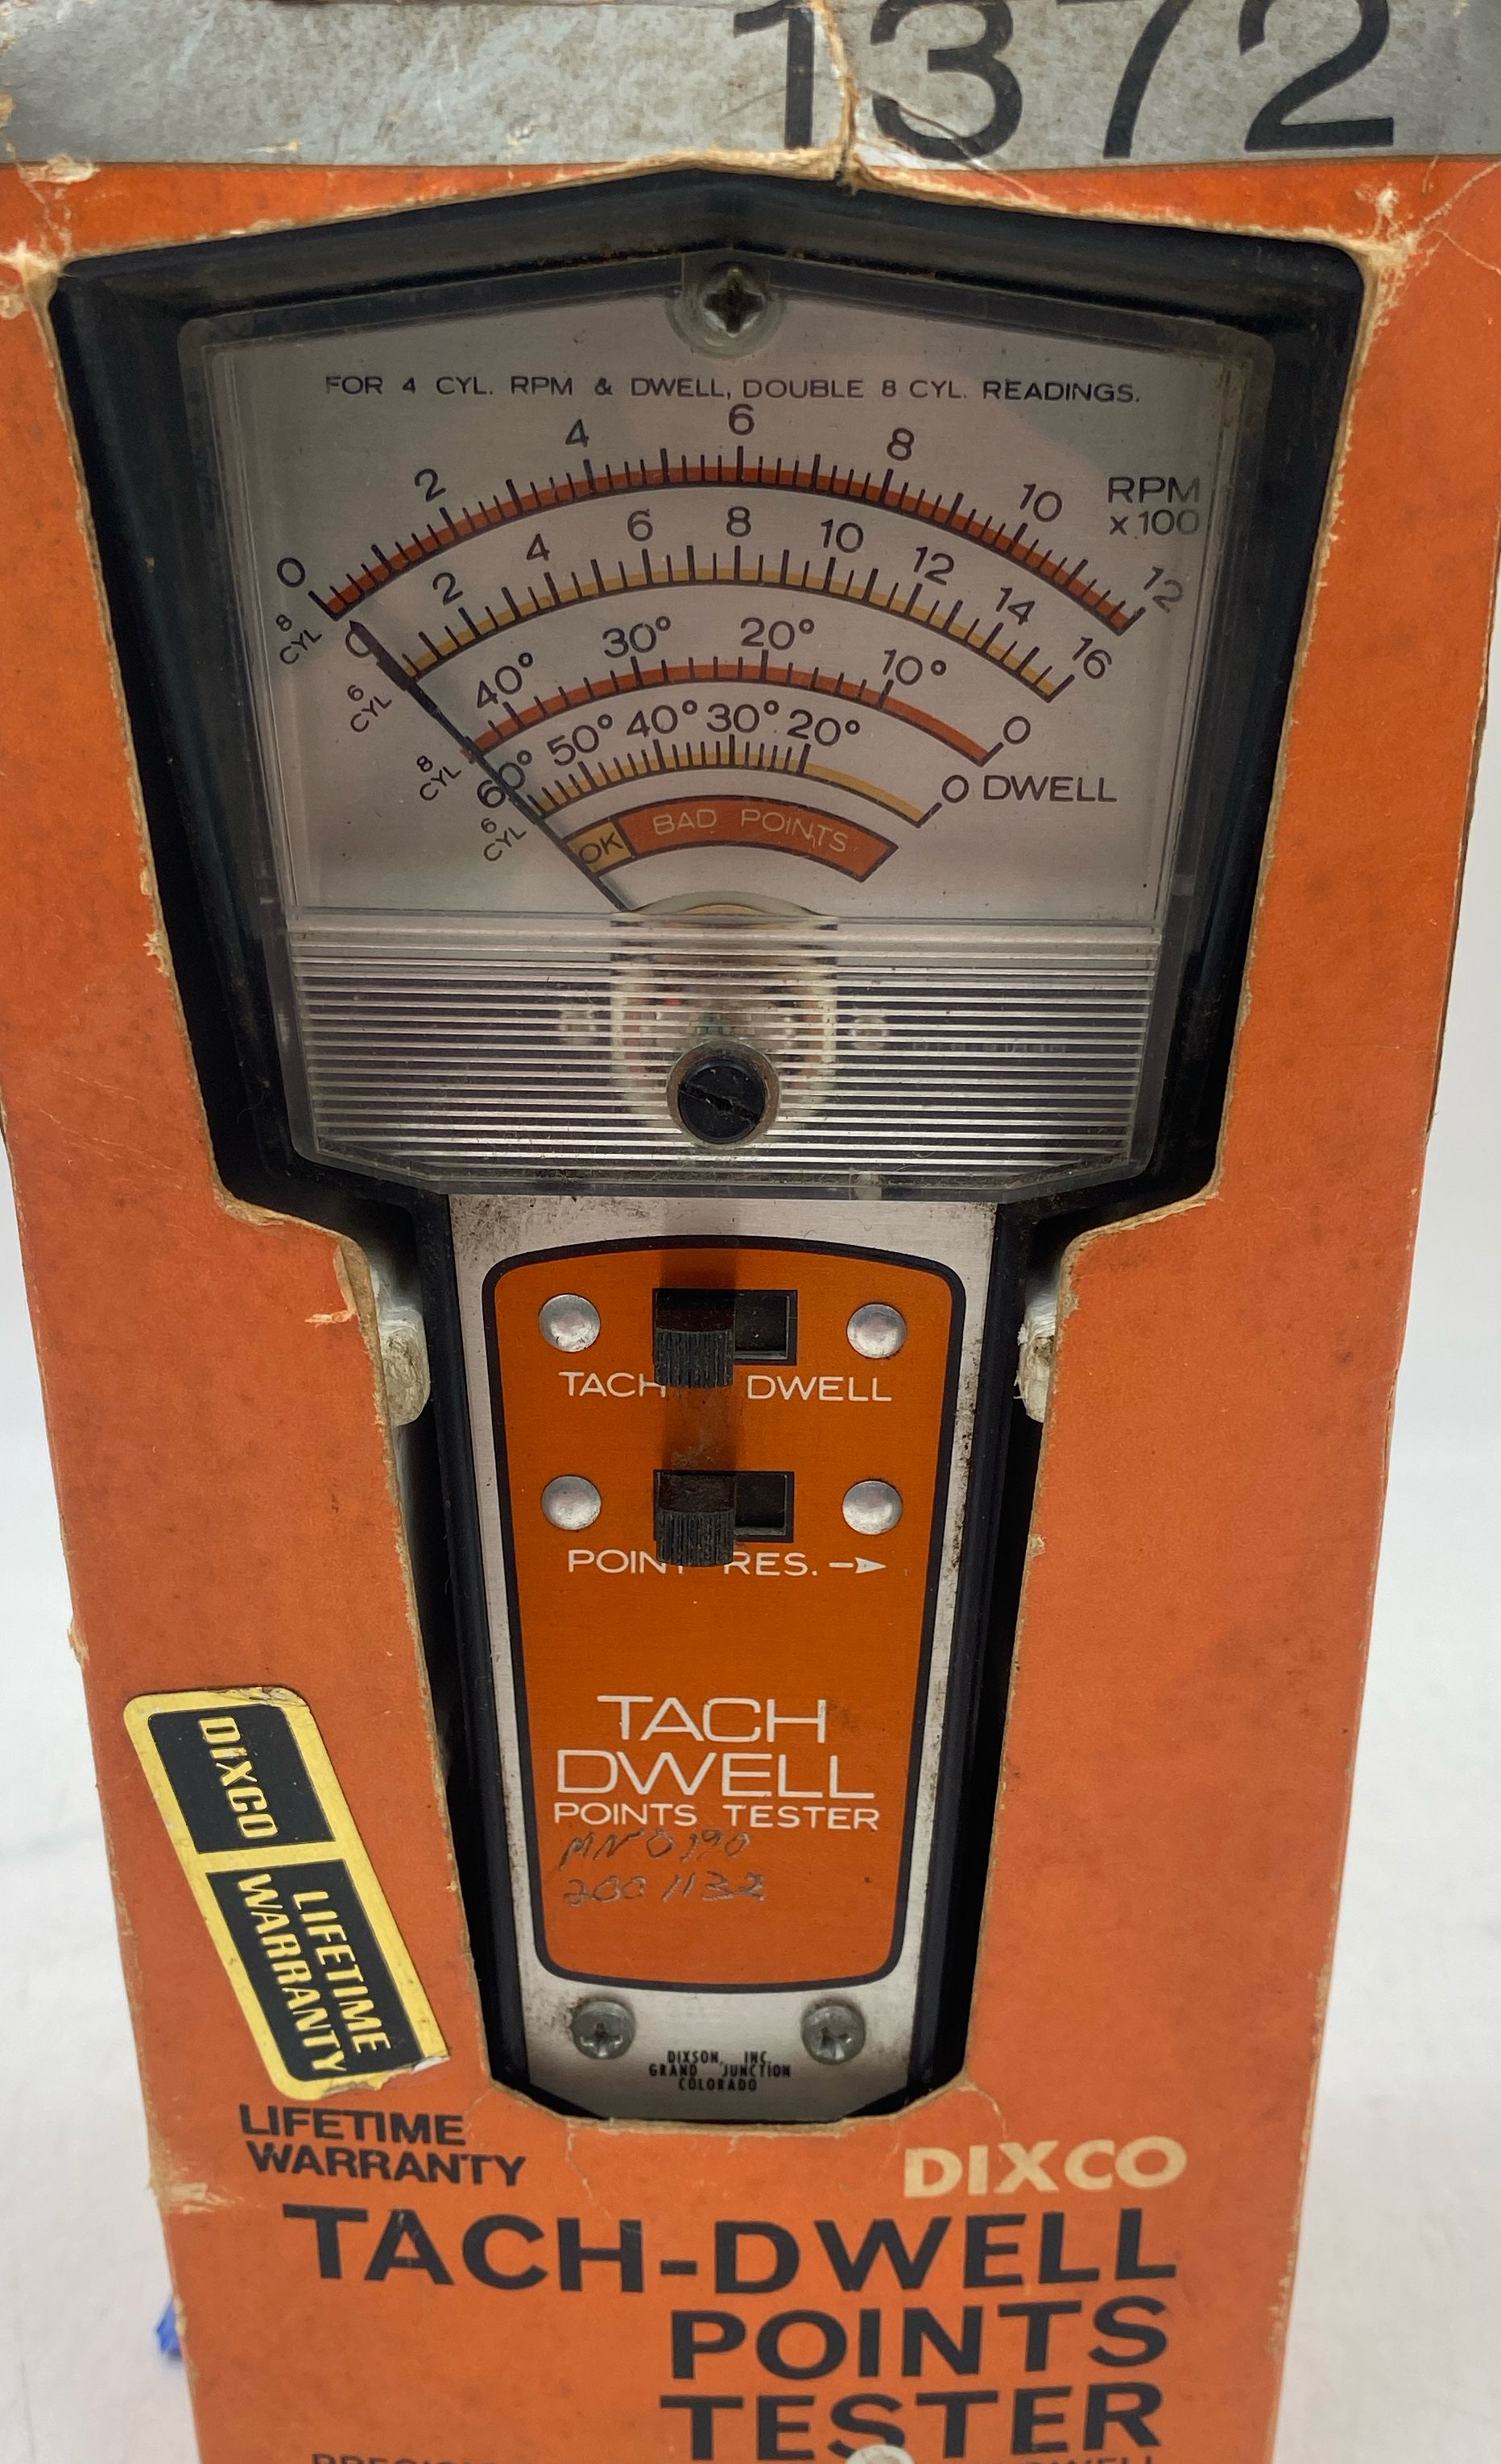 1372
FOR 4 CYL. RPM & DWELL, DOUBLE 8 CYL. READINGS.
0 2 4 6 8 10 12
RPM
x 100
8
CYL
0 2 4 6 8 10 12 14 16
6
CYL
40° 30° 20° 10° 0
8
CYL
60° 50° 40° 30° 20° 0 DWELL
6
CYL
OK BAD POINTS
TACH DWELL
POINT RES.
TACH
DWELL
POINTS TESTER
DIXSON, INC.
GRAND JUNCTION
COLORADO
DIXCO
LIFETIME
WARRANTY
LIFETIME
WARRANTY
DIXCO
TACH-DWELL
POINTS
TESTER
DWELL